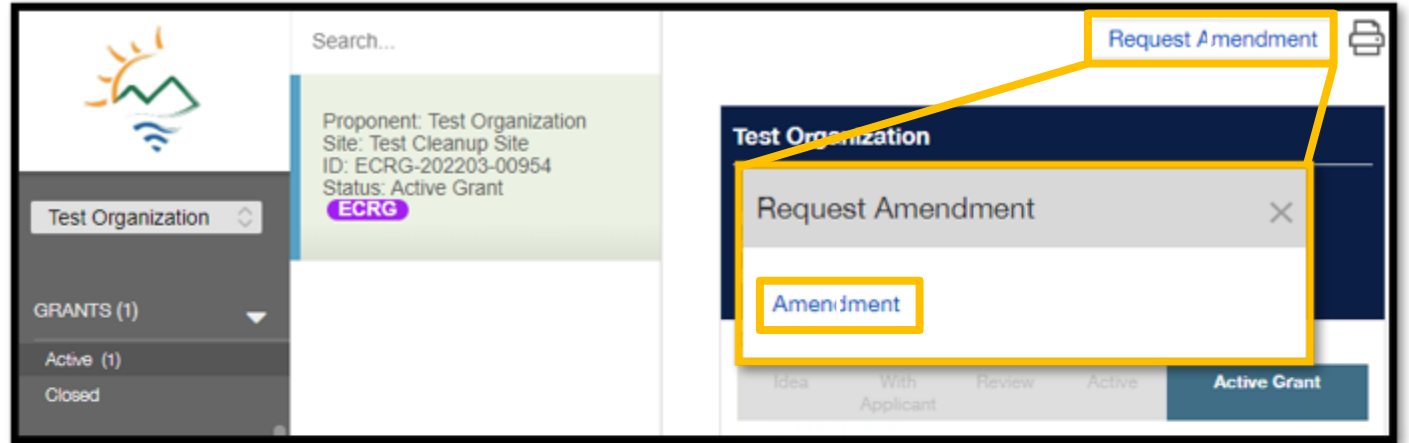 Search...
Request Amendment
Proponent: Test Organization
Site: Test Cleanup Site
ID: ECRG-202203-00954
Status: Active Grant
ECRG
Test Organization
GRANTS (1)
Active (1)
Closed
Test Organization
Request Amendment
Amendment
Idea
With Applicant
Review
Active
Active Grant